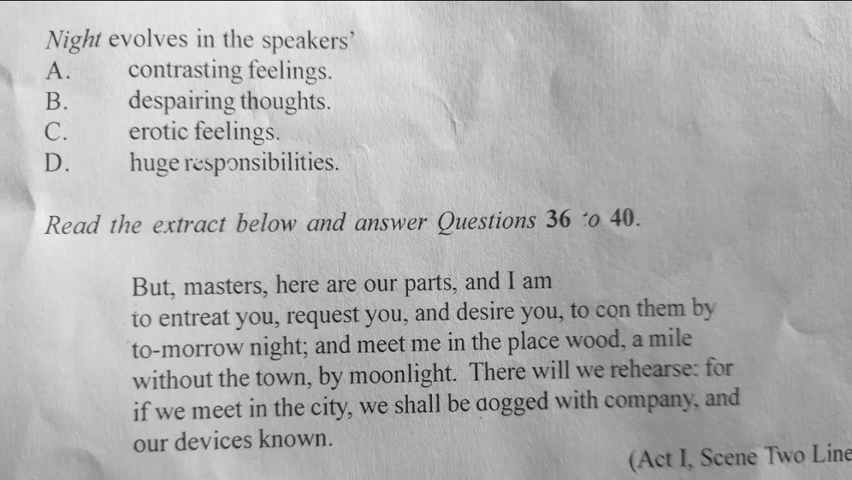 Night evolves in the speakers'
A. contrasting feelings.
B. despairing thoughts.
C. erotic feelings.
D. huge responsibilities.
Read the extract below and answer Questions 36 to 40.
But, masters, here are our parts, and I am
to entreat you, request you, and desire you, to con them by
to-morrow night; and meet me in the place wood, a mile
without the town, by moonlight. There will we rehearse: for
if we meet in the city, we shall be dogged with company, and
our devices known.
(Act I, Scene Two Line